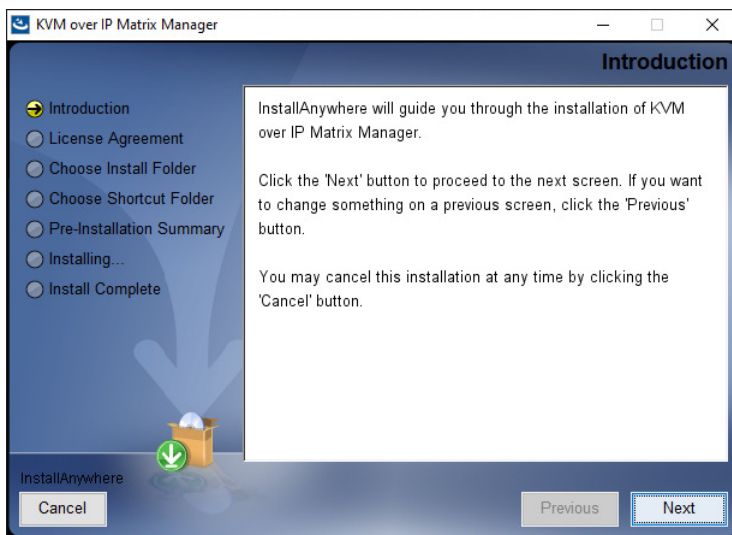 KVM over IP Matrix Manager
Introduction
Introduction
License Agreement
Choose Install Folder
Choose Shortcut Folder
Pre-Installation Summary
Installing...
Install Complete
InstallAnywhere will guide you through the installation of KVM
over IP Matrix Manager.
Click the 'Next' button to proceed to the next screen. If you want
to change something on a previous screen, click the 'Previous'
button.
You may cancel this installation at any time by clicking the
'Cancel' button.
InstallAnywhere
Cancel
Previous
Next